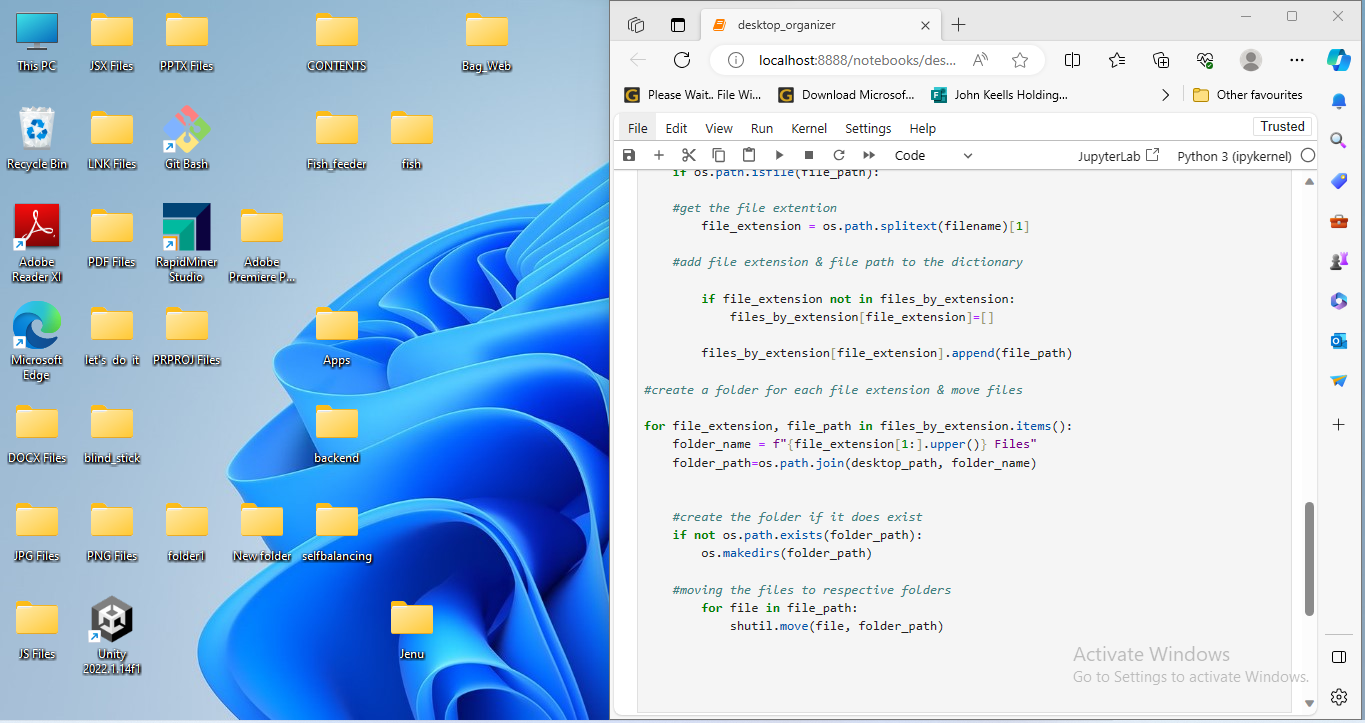 This PC
JSX Files
PPTX Files
CONTENTS
Bag_Web
Recycle Bin
LNK Files
Git Bash
Fish_feeder
fish
Adobe
Reader XI
PDF Files
RapidMiner
Studio
Adobe
Premiere P...
Microsoft
Edge
let's do it
PRPROJ Files
Apps
DOCX Files
blind_stick
backend
JPG Files
PNG Files
folder1
New folder
selfbalancing
JS Files
Unity
2022.1.14f1
Jenu
desktop_organizer
localhost:8888/notebooks/des...
Please Wait.. File Wi...
Download Microsof...
John Keells Holding...
Other favourites
File Edit View Run Kernel Settings Help
Trusted
Code
JupyterLab
Python 3 (ipykernel)
if os.path.isfile(file_path):
#get the file extention
file_extension = os.path.splitext(filename)[1]
#add file extension & file path to the dictionary
if file_extension not in files_by_extension:
files_by_extension[file_extension]=[]
files_by_extension[file_extension].append(file_path)
#create a folder for each file extension & move files
for file_extension, file_path in files_by_extension.items():
folder_name = f"{file_extension[1:].upper()} Files"
folder_path=os.path.join(desktop_path, folder_name)
#create the folder if it does exist
if not os.path.exists(folder_path):
os.makedirs(folder_path)
#moving the files to respective folders
for file in file_path:
shutil.move(file, folder_path)
Activate Windows
Go to Settings to activate Windows.